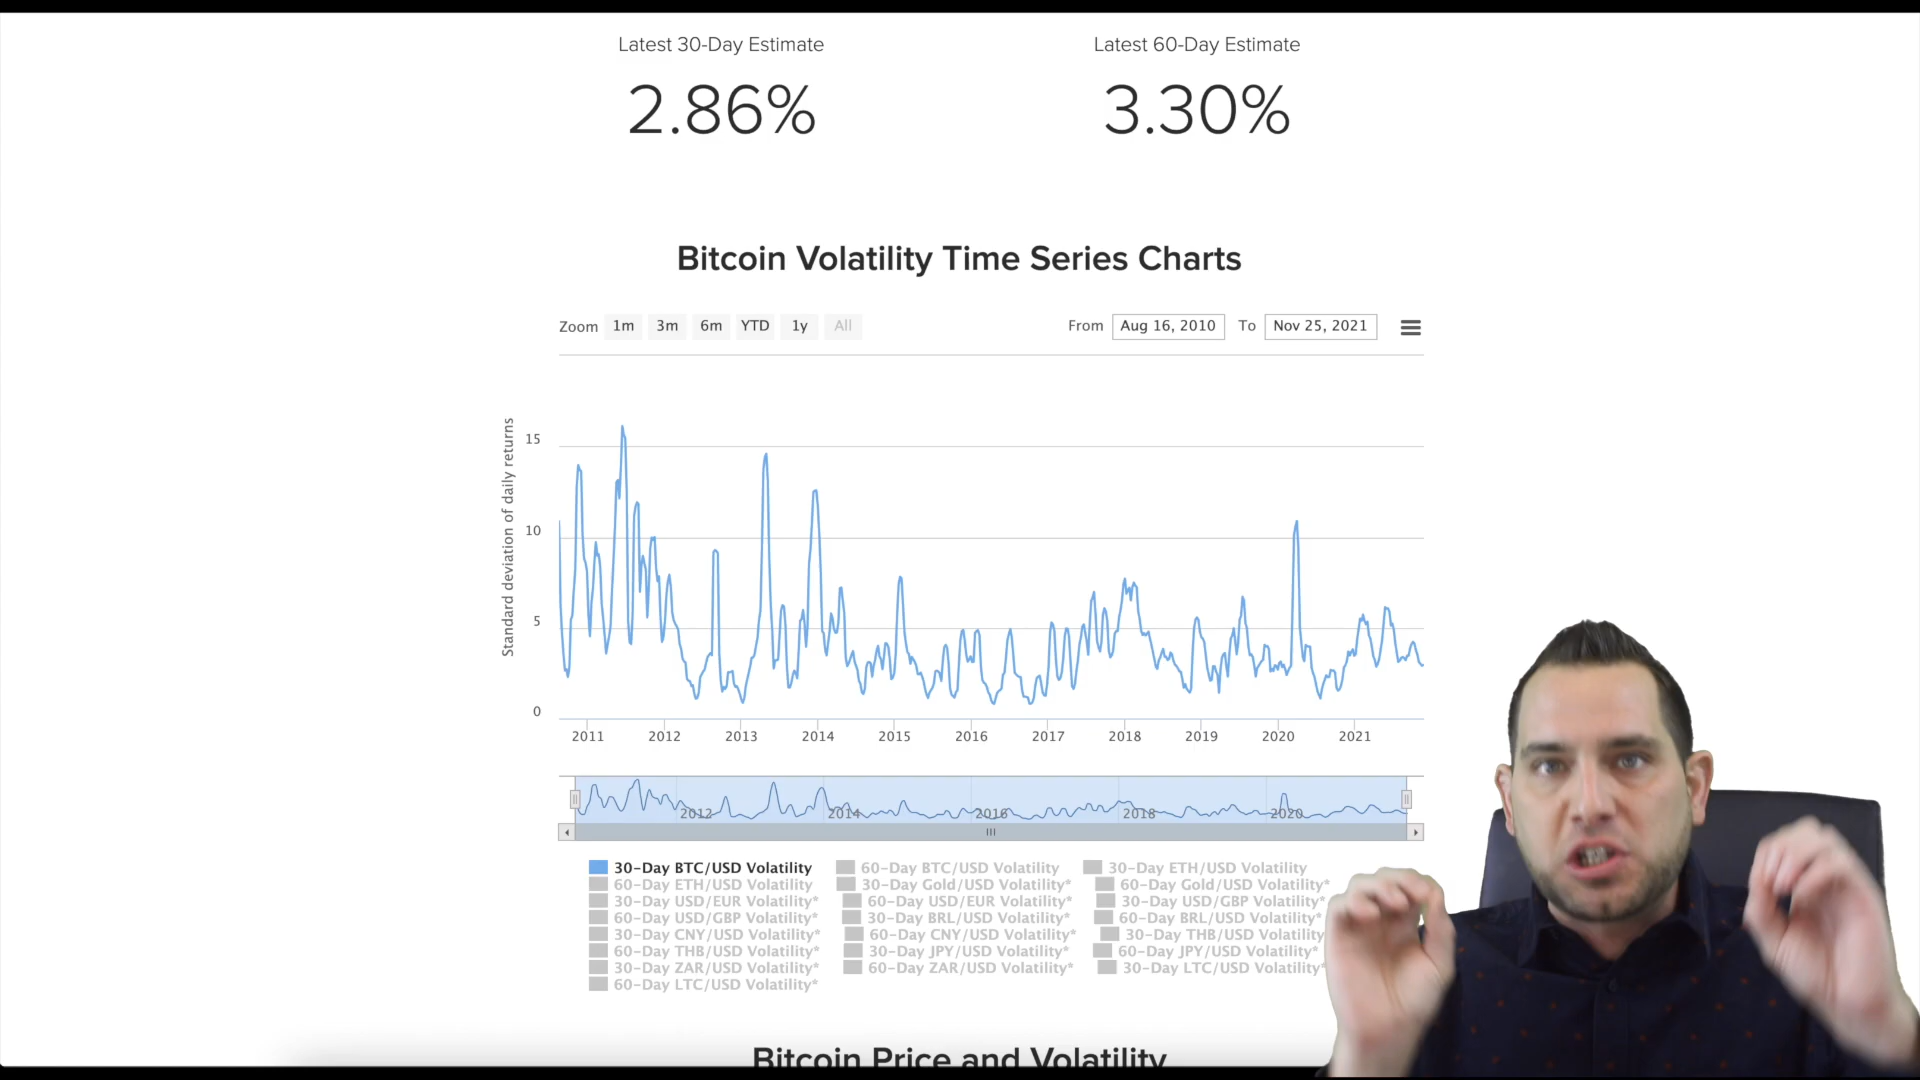 Latest 30-Day Estimate Latest 60-Day Estimate
2.86% 3.30%
Bitcoin Volatility Time Series Charts
Zoom 1m 3m 6m YTD 1y All From Aug 16, 2010 To Nov 25, 2021
Standard deviation of daily returns
15
10
5
0
2011 2012 2013 2014 2015 2016 2017 2018 2019 2020 2021
2012 2014 2016 2018 2020
30-Day BTC/USD Volatility 60-Day BTC/USD Volatility 30-Day ETH/USD Volatility
60-Day ETH/USD Volatility 30-Day Gold/USD Volatility* 60-Day Gold/USD Volatility*
30-Day USD/EUR Volatility* 60-Day USD/EUR Volatility* 30-Day USD/GBP Volatility*
60-Day USD/GBP Volatility* 30-Day BRL/USD Volatility* 60-Day BRL/USD Volatility*
30-Day CNY/USD Volatility* 60-Day CNY/USD Volatility* 30-Day THB/USD Volatility
60-Day THB/USD Volatility* 30-Day JPY/USD Volatility* 60-Day JPY/USD Volatility*
30-Day ZAR/USD Volatility* 60-Day ZAR/USD Volatility* 30-Day LTC/USD Volatility*
60-Day LTC/USD Volatility*
Bitcoin Price and Volatility